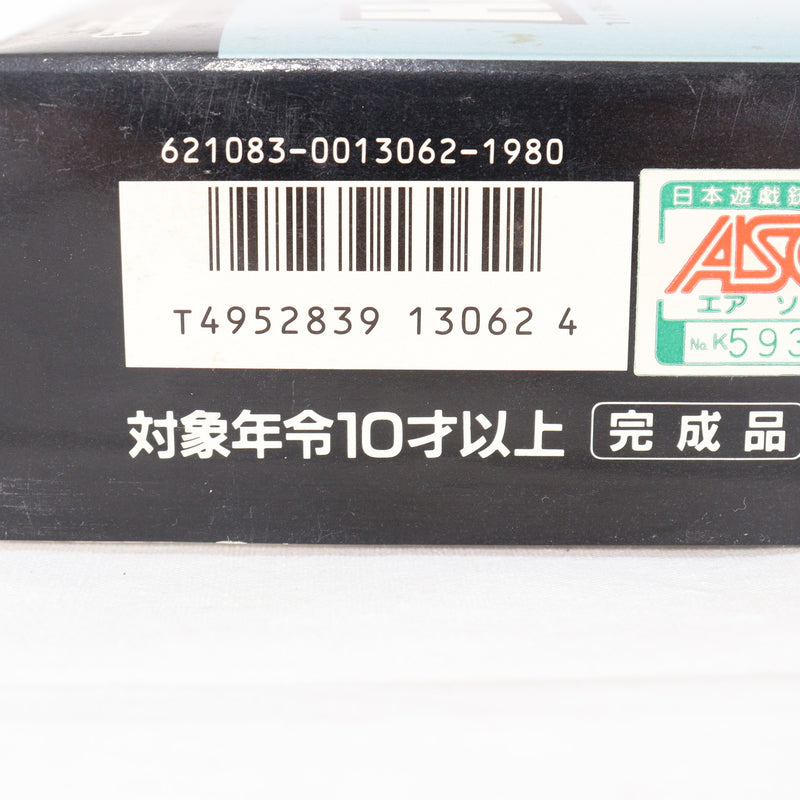 621083-0013062-1980
T4952839 13062 4
日本遊戯銃
ASG
エア ソ
No. K593
対象年令10才以上
完成品